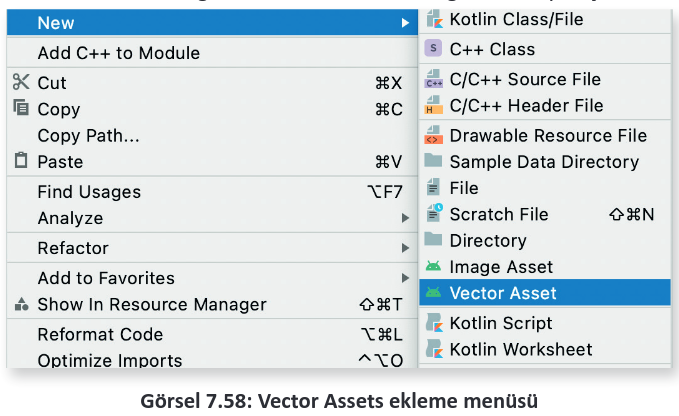 New
Add C++ to Module
Cut ⌘X
Copy ⌘C
Copy Path...
Paste ⌘V
Find Usages ⌥F7
Analyze
Refactor
Add to Favorites
Show In Resource Manager ⇧⌘T
Reformat Code ⌥⌘L
Optimize Imports ^⌥O
Kotlin Class/File
S C++ Class
C++ C/C++ Source File
H C/C++ Header File
Drawable Resource File
Sample Data Directory
File
Scratch File ⇧⌘N
Directory
Image Asset
Vector Asset
Kotlin Script
Kotlin Worksheet
Görsel 7.58: Vector Assets ekleme menüsü